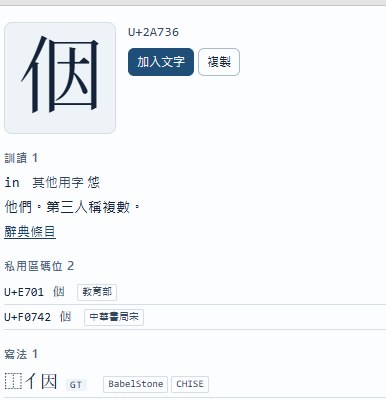 𪜶
U+2A736
加入文字 複製
訓讀 1
in 其他用字 𪜶
他們。第三人稱複數。
辭典條目
私用區碼位 2
U+E701 𪜶 教育部
U+F0742 𪜶 中華書局宋
寫法 1
⿰亻因 GT BabelStone CHISE